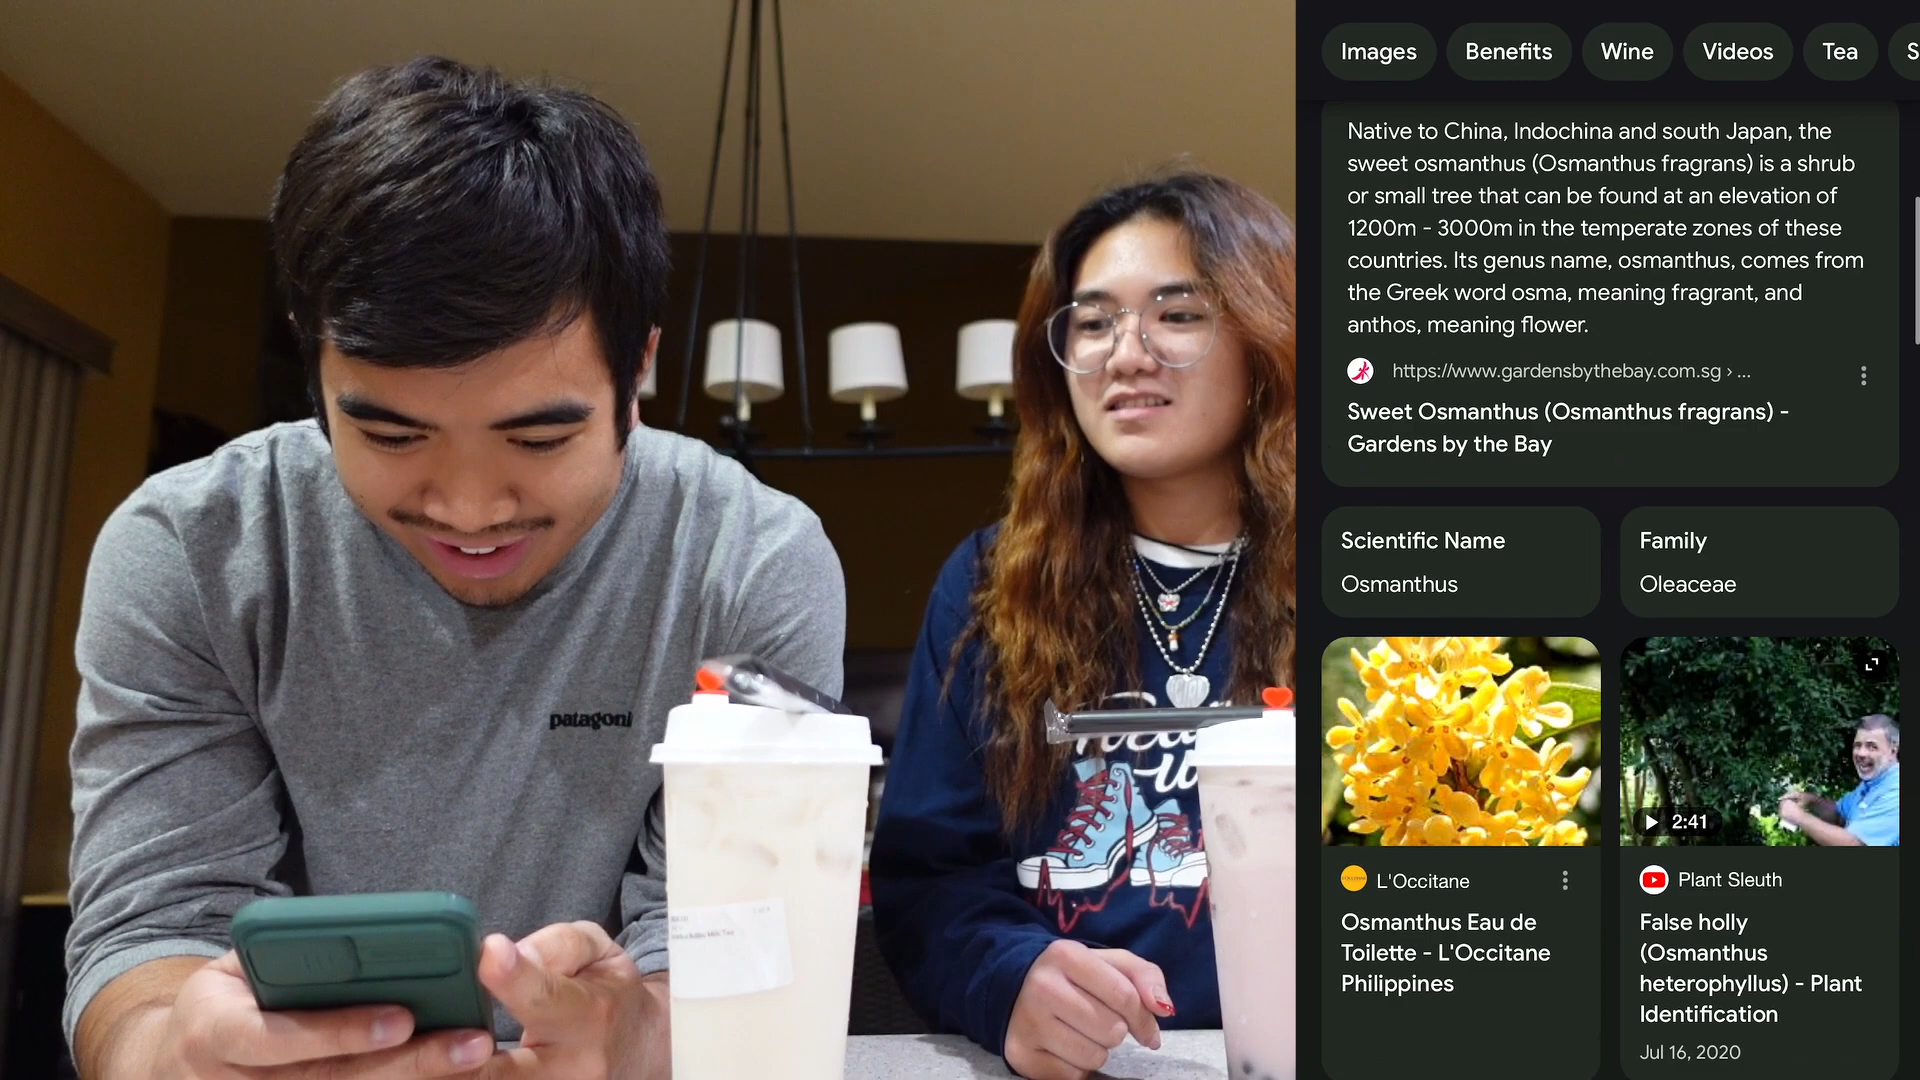 Images
Benefits
Wine
Videos
Tea
S
Native to China, Indochina and south Japan, the
sweet osmanthus (Osmanthus fragrans) is a shrub
or small tree that can be found at an elevation of
1200m - 3000m in the temperate zones of these
countries. Its genus name, osmanthus, comes from
the Greek word osma, meaning fragrant, and
anthos, meaning flower.
https://www.gardensbythebay.com.sg › ...
Sweet Osmanthus (Osmanthus fragrans) -
Gardens by the Bay
Scientific Name
Osmanthus
Family
Oleaceae
2:41
L'Occitane
Osmanthus Eau de
Toilette - L'Occitane
Philippines
Plant Sleuth
False holly
(Osmanthus
heterophyllus) - Plant
Identification
Jul 16, 2020
patagoni